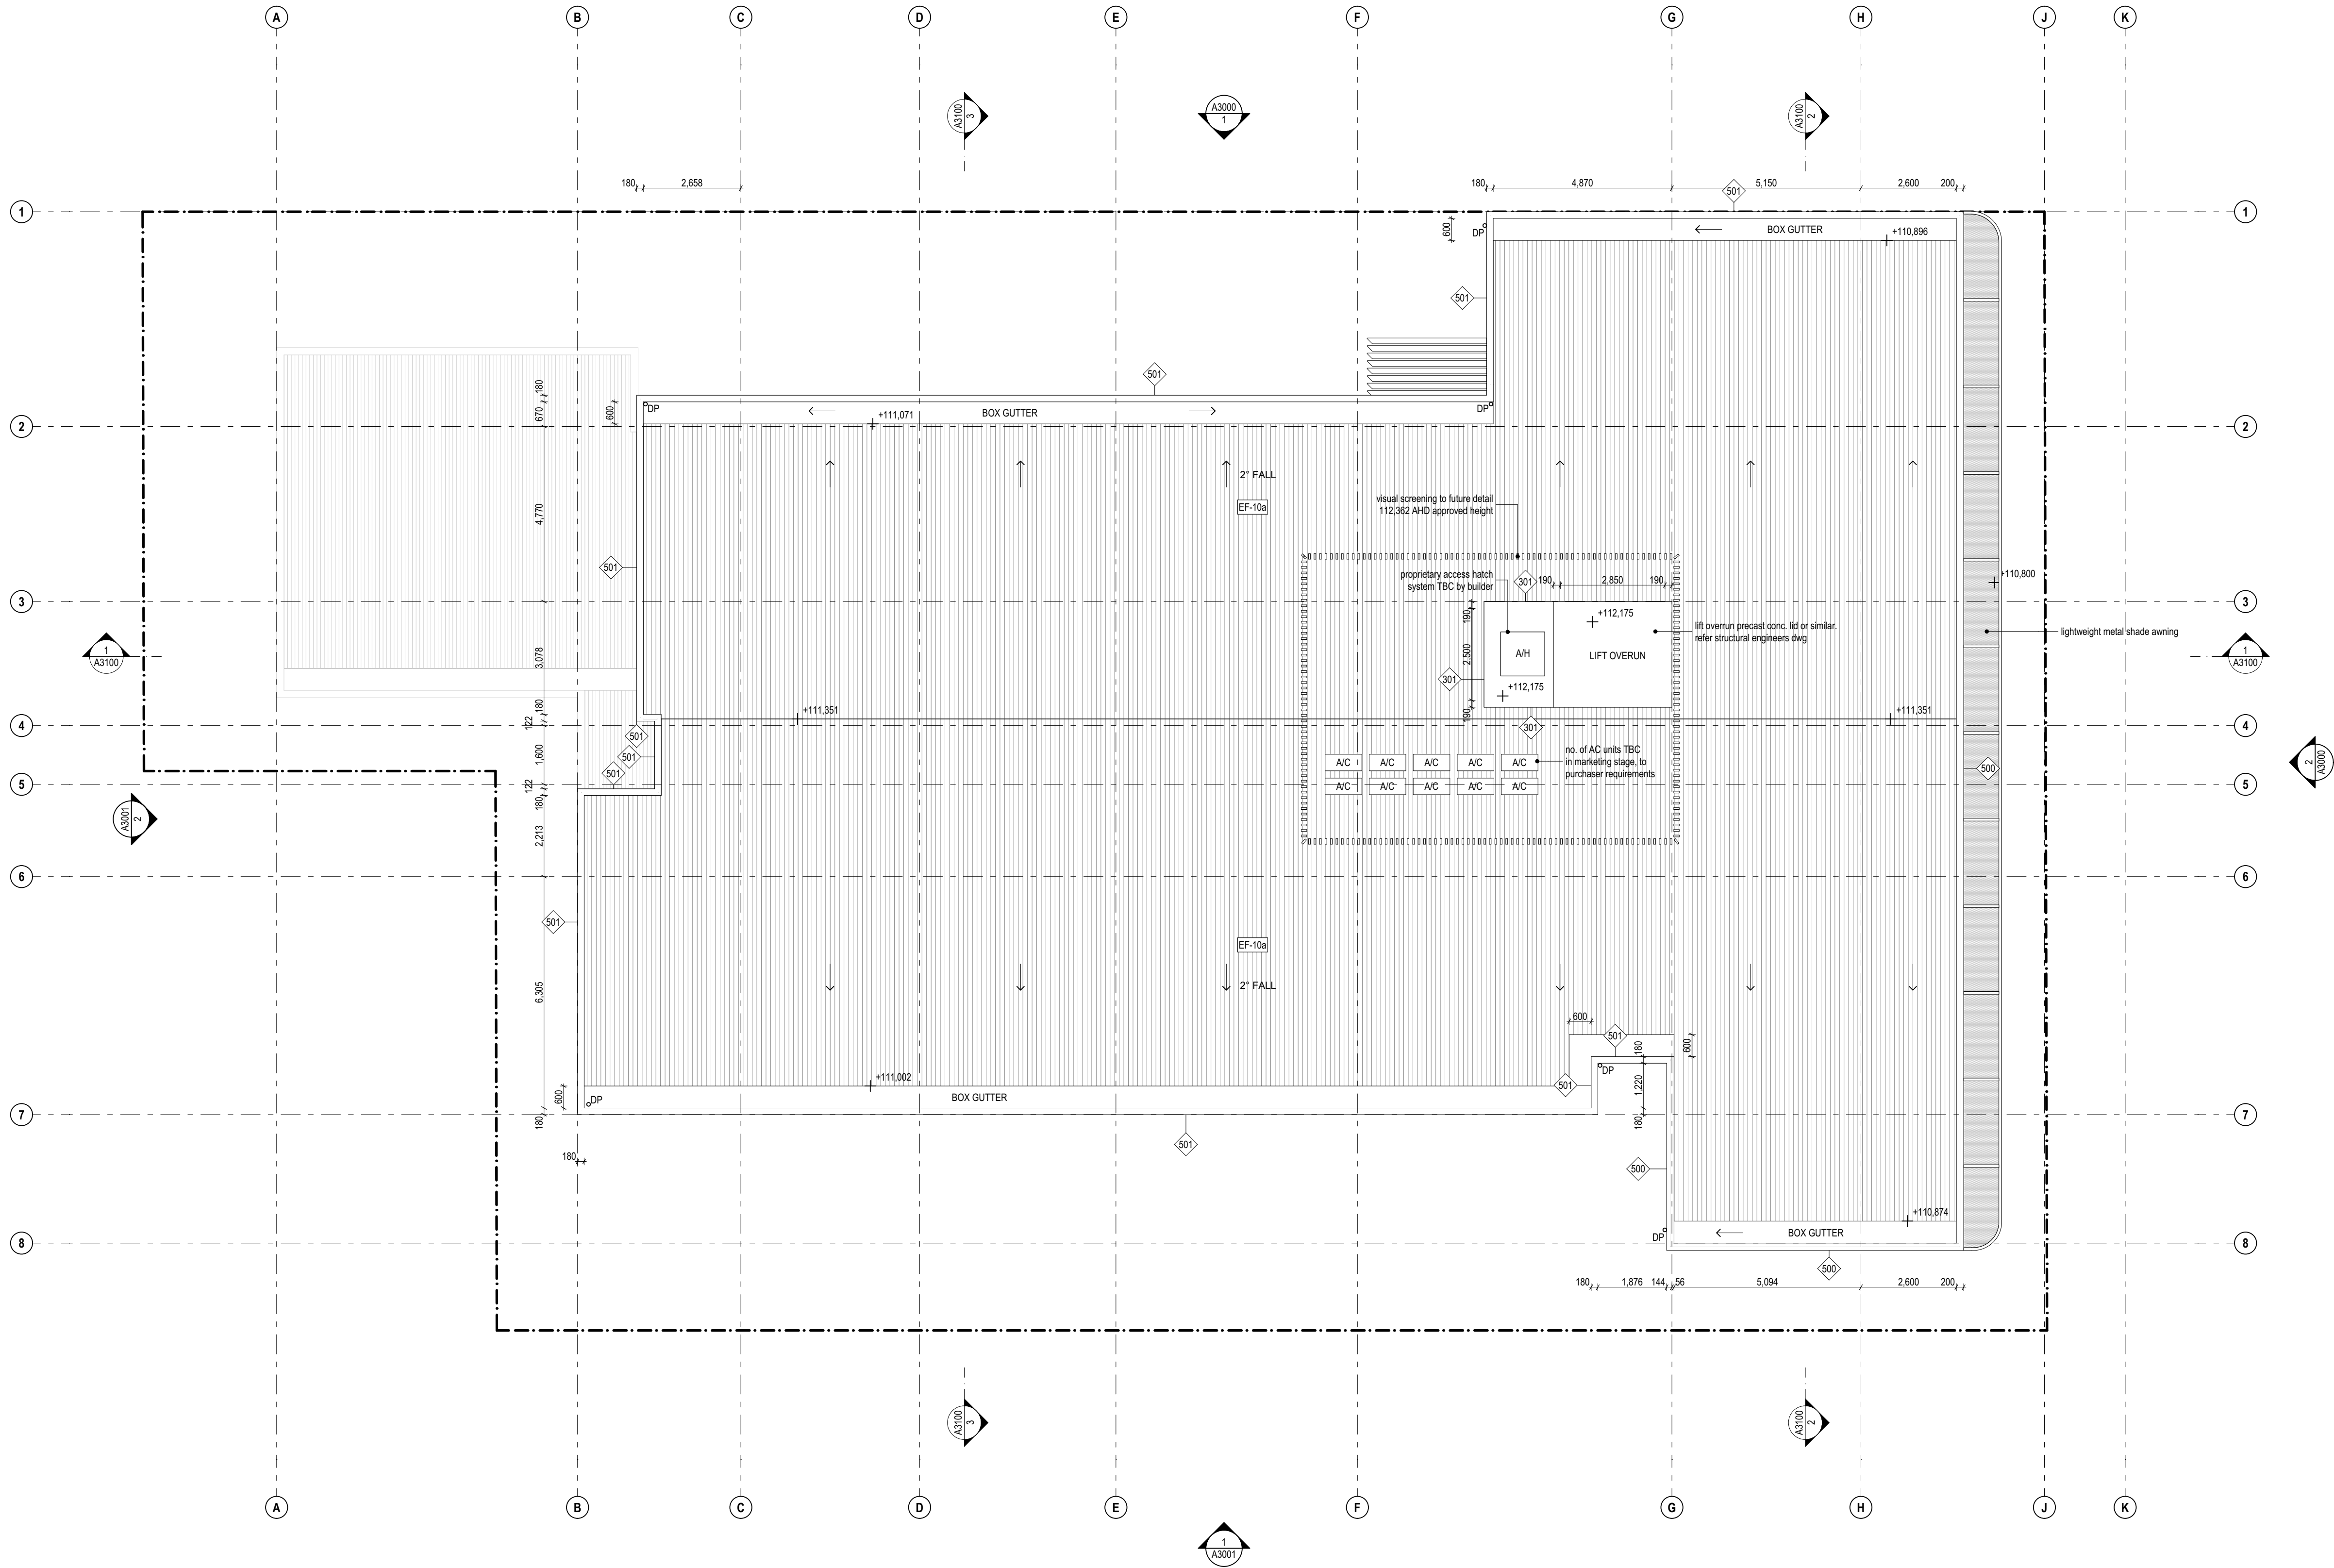 A B C D E F G H J K
A3100
3
A3000
1
A3100
2
180 2,658
180 4,870 5,150 2,600 200
501
1 1
DP
600
BOX GUTTER
+110,896
501
501
180
670
600
DP
BOX GUTTER
DP
+111,071
2 2
2° FALL
EF-10a
visual screening to future detail
112,362 AHD approved height
4,770
501
proprietary access hatch
system TBC by builder
301
190 2,850 190
+110,800
3 3
190
+112,175
lift overrun precast conc. lid or similar.
refer structural engineers dwg
lightweight metal shade awning
1
A3100
3,078
2,500
A/H
LIFT OVERUN
1
A3100
301
+112,175
180
190
+111,351
+111,351
4 4
122
301
501
501
501
1,600
no. of AC units TBC
in marketing stage, to
purchaser requirements
A/C A/C A/C A/C A/C
A/C A/C A/C A/C A/C
500
2
A3000
5 5
122
180
A3001
2
2,213
6 6
501
EF-10a
2° FALL
6,305
600
501
180
600
DP
+111,002
501
1,220
600
DP
BOX GUTTER
7 7
180
180
501
180
500
+110,874
DP
BOX GUTTER
8 8
500
180 1,876 144 56 5,094 2,600 200
A3100
3
A3100
2
A B C D E F G H J K
1
A3001